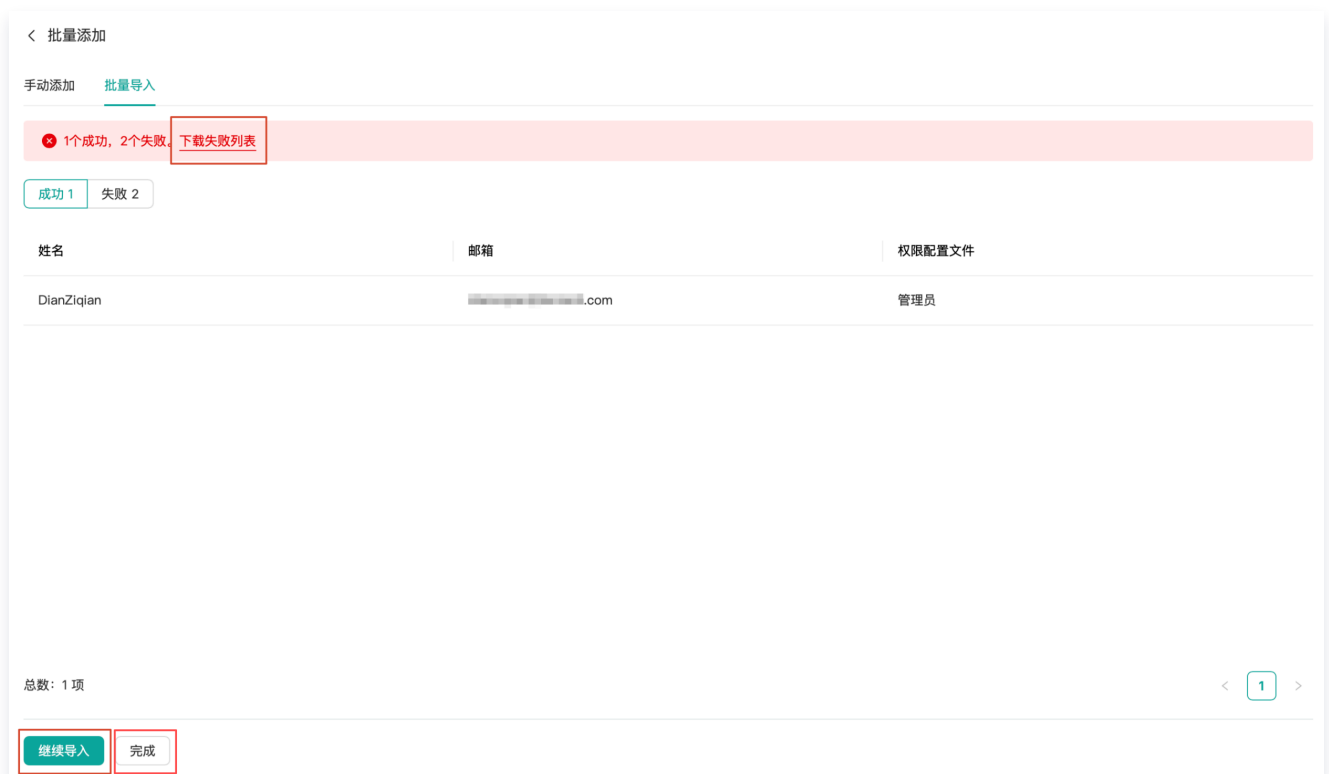 批量添加
手动添加 批量导入
1个成功，2个失败。下载失败列表
成功 1 失败 2
姓名 邮箱 权限配置文件
DianZiqian .com 管理员
总数：1 项 1
继续导入 完成